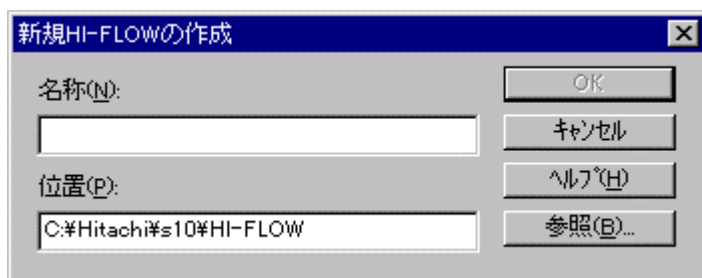 新規HI-FLOWの作成
名称(N):
OK
キャンセル
位置(P):
ヘルプ(H)
C:¥Hitachi¥s10¥HI-FLOW
参照(B)...